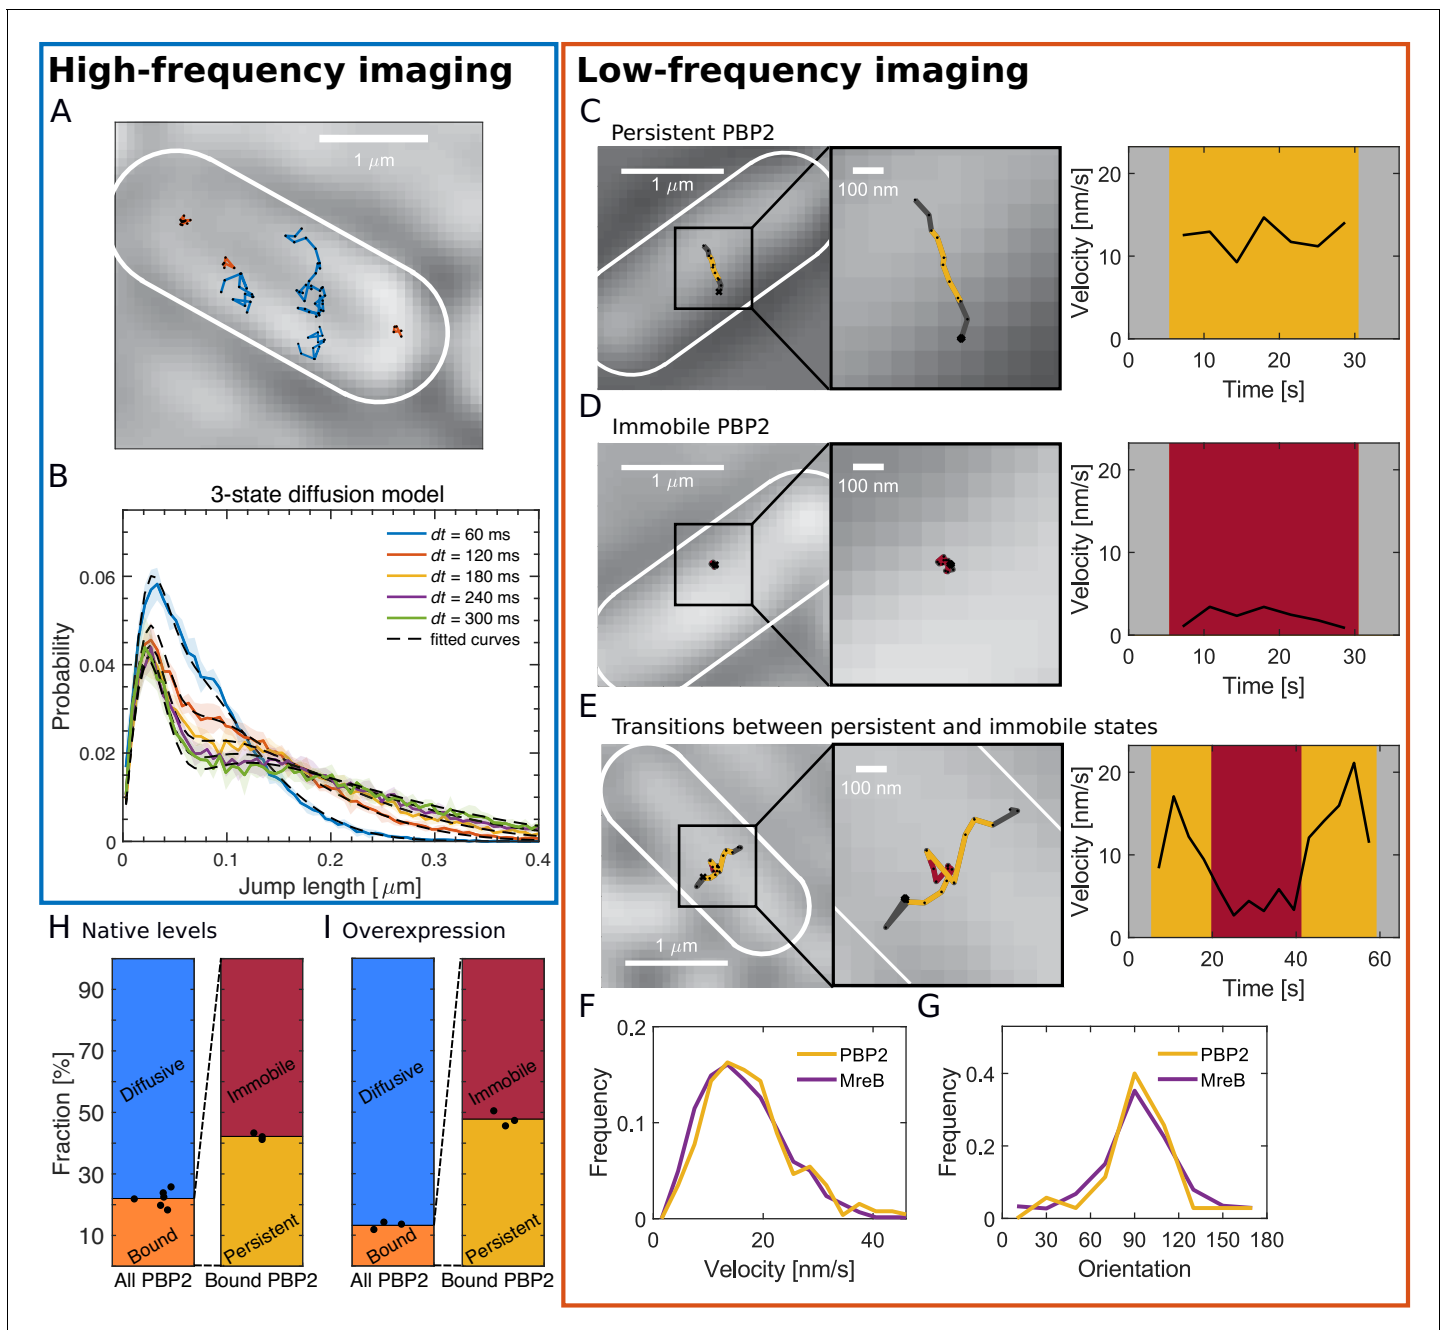 High-frequency imaging
A
1 μm
B
3-state diffusion model
dt = 60 ms
dt = 120 ms
dt = 180 ms
dt = 240 ms
dt = 300 ms
fitted curves
Probability
0.06
0.04
0.02
0
0 0.1 0.2 0.3 0.4
Jump length [ μm]
Low-frequency imaging
C
Persistent PBP2
1 μm
100 nm
Velocity [nm/s]
20
10
0
0 10 20 30
Time [s]
D
Immobile PBP2
1 μm
100 nm
Velocity [nm/s]
20
10
0
0 10 20 30
Time [s]
E
Transitions between persistent and immobile states
1 μm
100 nm
Velocity [nm/s]
20
10
0
0 20 40 60
Time [s]
F
PBP2
MreB
Frequency
0.2
0.1
0
0 20 40
Velocity [nm/s]
G
PBP2
MreB
Frequency
0.4
0.2
0
0 30 60 90 120 150 180
Orientation
H Native levels
Fraction [%]
90
70
50
30
10
Diffusive
Bound
Immobile
Persistent
All PBP2 Bound PBP2
I Overexpression
Diffusive
Bound
Immobile
Persistent
All PBP2 Bound PBP2